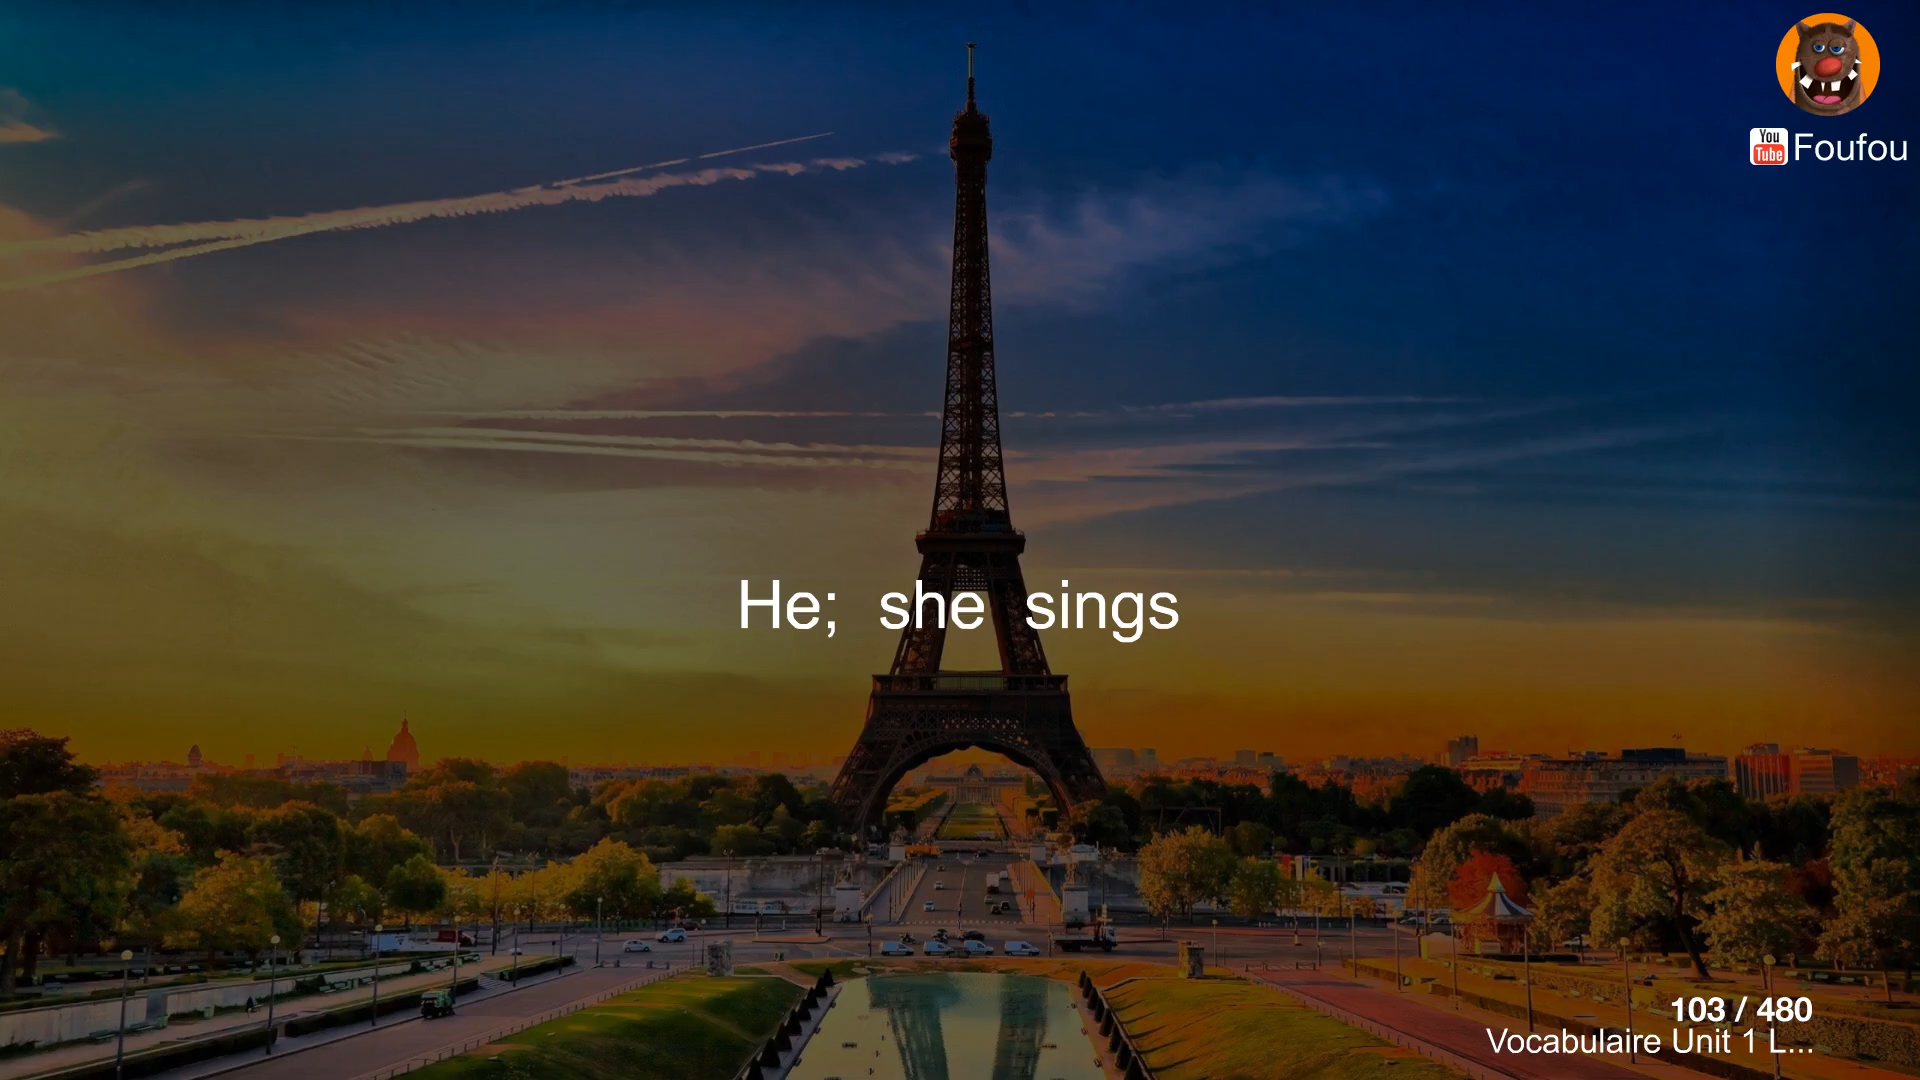 You
Tube
Foufou
He; she sings
103 / 480
Vocabulaire Unit 1 L...